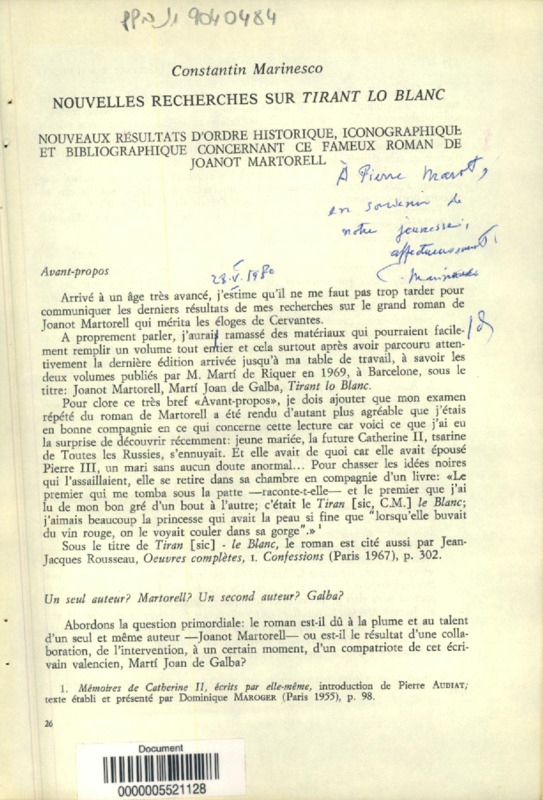 PPN 9040484
Constantin Marinesco
NOUVELLES RECHERCHES SUR TIRANT LO BLANC
NOUVEAUX RÉSULTATS D'ORDRE HISTORIQUE, ICONOGRAPHIQUE
ET BIBLIOGRAPHIQUE CONCERNANT CE FAMEUX ROMAN DE
JOANOT MARTORELL
À Pierre Marot,
en souvenir de
notre jeunesse,
affectueusement,
C. Marinesco
28.V.1980
Avant-propos
Arrivé à un âge très avancé, j'estime qu'il ne me faut pas trop tarder pour
communiquer les derniers résultats de mes recherches sur le grand roman de
Joanot Martorell qui mérita les éloges de Cervantes.
A proprement parler, j'aurai ramassé des matériaux qui pourraient facile-
ment remplir un volume tout entier et cela surtout après avoir parcouru atten-
tivement la dernière édition arrivée jusqu'à ma table de travail, à savoir les
deux volumes publiés par M. Martí de Riquer en 1969, à Barcelone, sous le
titre: Joanot Martorell, Martí Joan de Galba, Tirant lo Blanc.
Pour clore ce très bref «Avant-propos», je dois ajouter que mon examen
répété du roman de Martorell a été rendu d'autant plus agréable que j'étais
en bonne compagnie en ce qui concerne cette lecture car voici ce que j'ai eu
la surprise de découvrir récemment: jeune mariée, la future Catherine II, tsarine
de Toutes les Russies, s'ennuyait. Et elle avait de quoi car elle avait épousé
Pierre III, un mari sans aucun doute anormal... Pour chasser les idées noires
qui l'assaillaient, elle se retire dans sa chambre en compagnie d'un livre: «Le
premier qui me tomba sous la patte —raconte-t-elle— et le premier que j'ai
lu de mon bon gré d'un bout à l'autre; c'était le Tiran [sic, C.M.] le Blanc;
j'aimais beaucoup la princesse qui avait la peau si fine que "lorsqu'elle buvait
du vin rouge, on le voyait couler dans sa gorge".» 1
Sous le titre de Tiran [sic] - le Blanc, le roman est cité aussi par Jean-
Jacques Rousseau, Oeuvres complètes, I. Confessions (Paris 1967), p. 302.
Un seul auteur? Martorell? Un second auteur? Galba?
Abordons la question primordiale: le roman est-il dû à la plume et au talent
d'un seul et même auteur —Joanot Martorell— ou est-il le résultat d'une colla-
boration, de l'intervention, à un certain moment, d'un compatriote de cet écri-
vain valencien, Martí Joan de Galba?
1. Mémoires de Catherine II, écrits par elle-même, introduction de Pierre AUDIAT;
texte établi et présenté par Dominique MAROGER (Paris 1955), p. 98.
26
Document
0000005521128